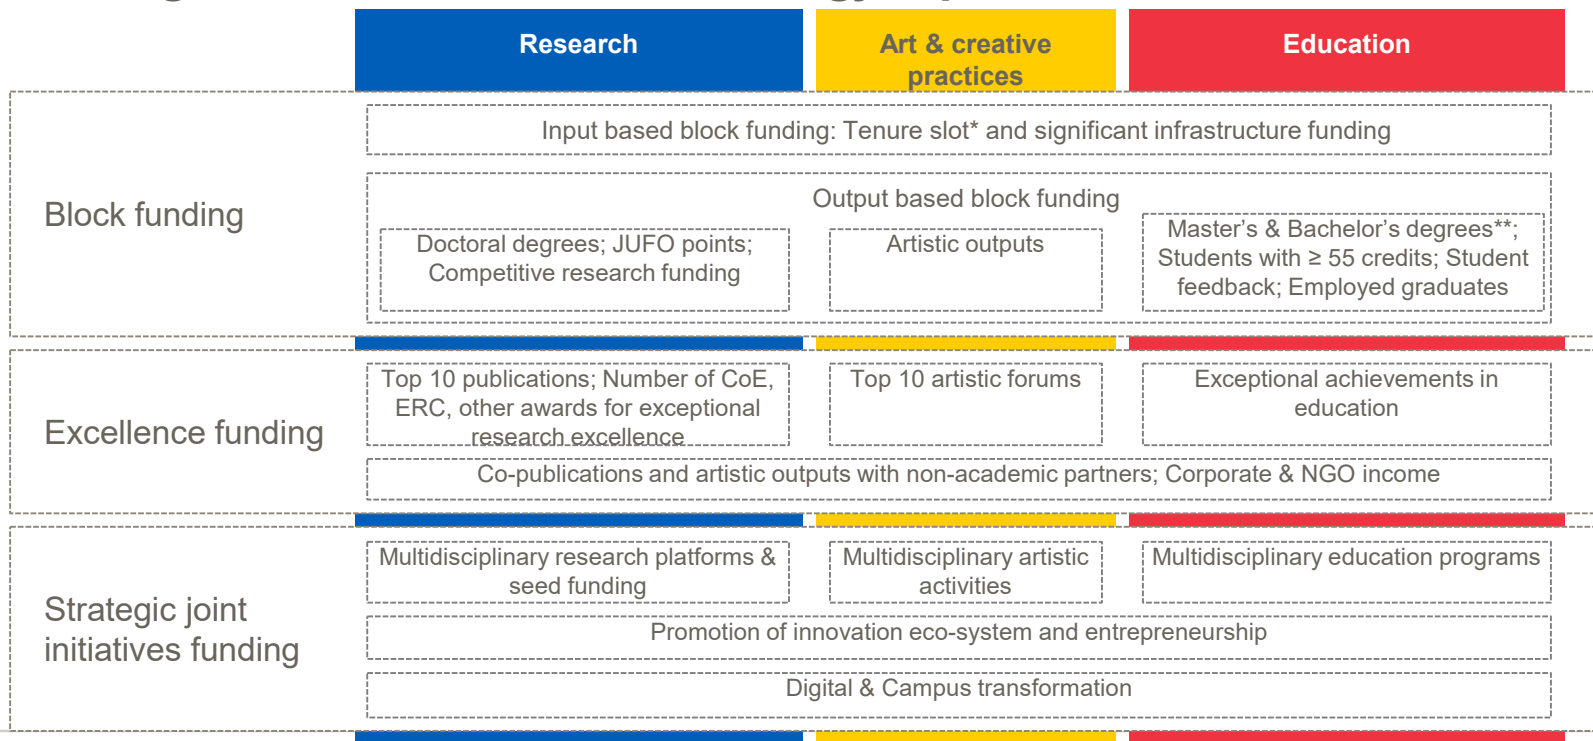 Research
Art & creative
practices
Education
Block funding
Input based block funding: Tenure slot* and significant infrastructure funding
Output based block funding
Doctoral degrees; JUFO points;
Competitive research funding
Artistic outputs
Master's & Bachelor's degrees**;
Students with ≥ 55 credits; Student
feedback; Employed graduates
Excellence funding
Top 10 publications; Number of CoE,
ERC, other awards for exceptional
research excellence
Top 10 artistic forums
Exceptional achievements in
education
Co-publications and artistic outputs with non-academic partners; Corporate & NGO income
Strategic joint
initiatives funding
Multidisciplinary research platforms &
seed funding
Multidisciplinary artistic
activities
Multidisciplinary education programs
Promotion of innovation eco-system and entrepreneurship
Digital & Campus transformation